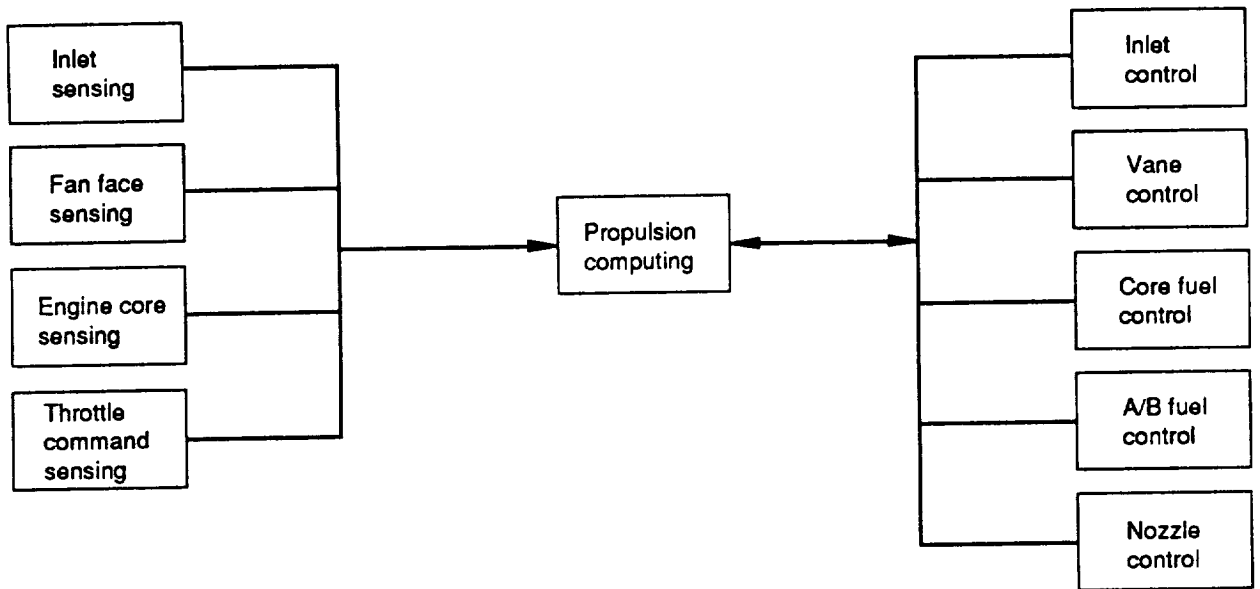 Inlet
sensing
Fan face
sensing
Engine core
sensing
Throttle
command
sensing
Propulsion
computing
Inlet
control
Vane
control
Core fuel
control
A/B fuel
control
Nozzle
control